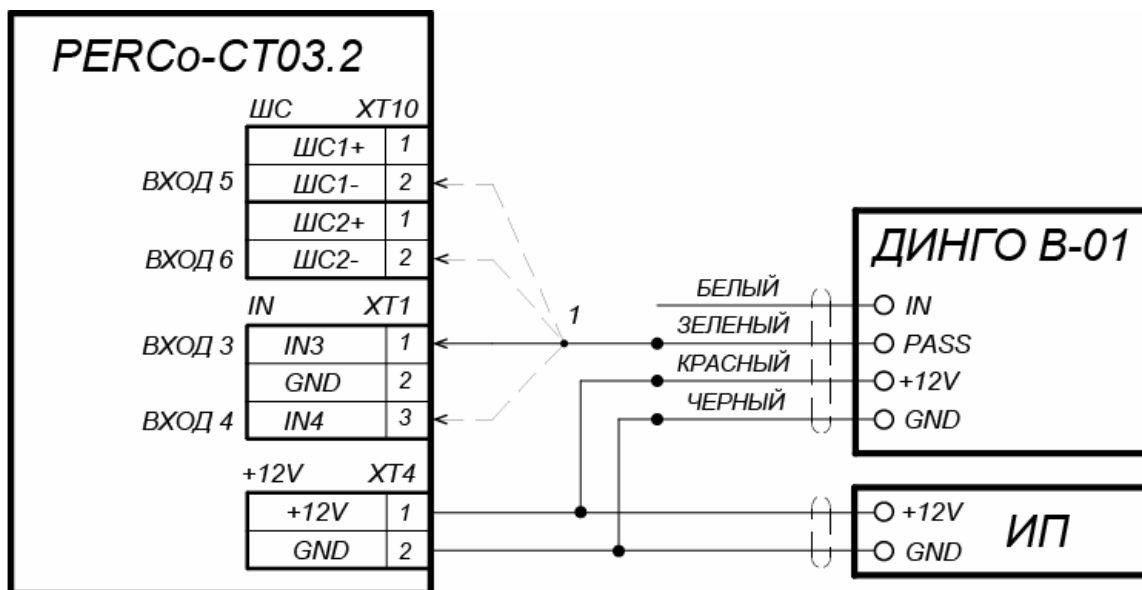 PERCo-CT03.2
ШС XT10
ШС1+ 1
ВХОД 5 ШС1- 2
ШС2+ 1
ВХОД 6 ШС2- 2
IN XT1
ВХОД 3 IN3 1
GND 2
ВХОД 4 IN4 3
+12V XT4
+12V 1
GND 2
1
БЕЛЫЙ
ЗЕЛЕНЫЙ
КРАСНЫЙ
ЧЕРНЫЙ
ДИНГО В-01
IN
PASS
+12V
GND
+12V
ИП
GND